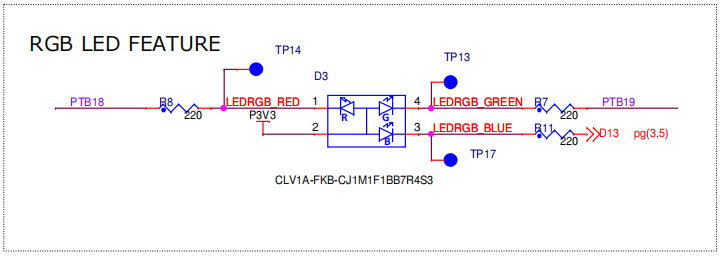 RGB LED FEATURE
TP14
TP13
D3
PTB18
R8
220
LEDRGB_RED
1
P3V3
2
R
G
B
4
LEDRGB_GREEN
R7
220
PTB19
3
LEDRGB_BLUE
R11
220
D13
pg(3,5)
TP17
CLV1A-FKB-CJ1M1F1BB7R4S3